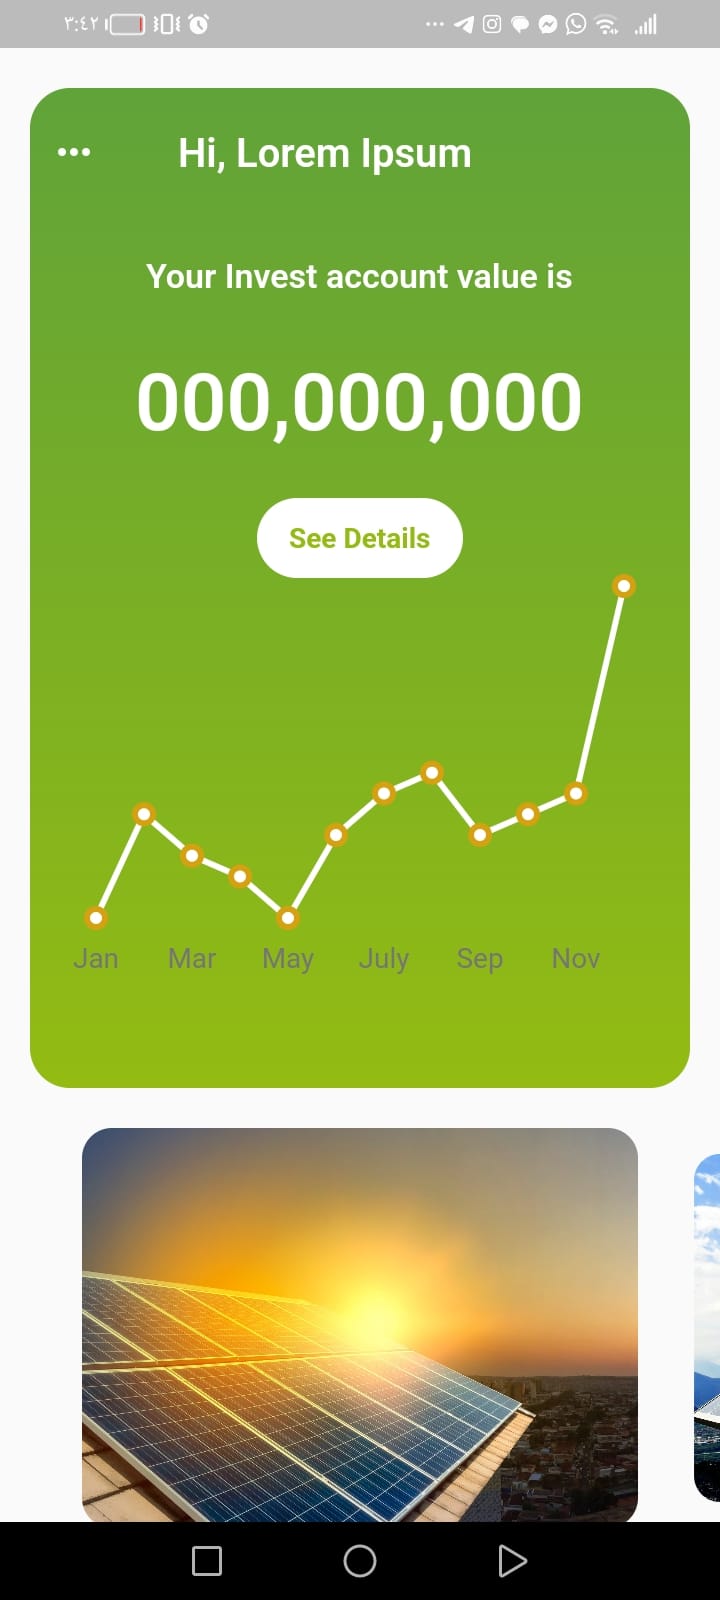 ٣:٤٢
Hi, Lorem Ipsum
Your Invest account value is
000,000,000
See Details
Jan Mar May July Sep Nov